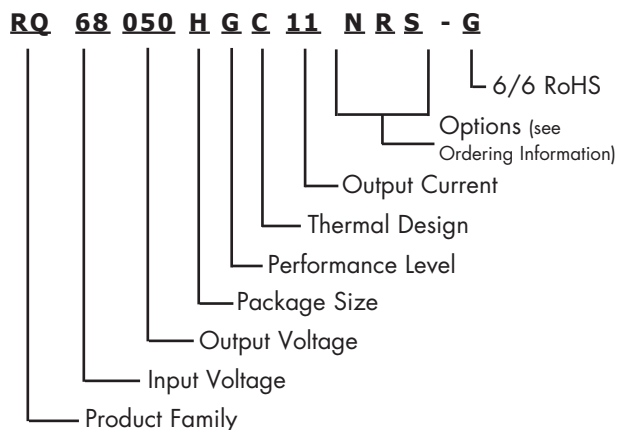 RQ 68 050 H G C 11 N R S - G
6/6 RoHS
Options (see
Ordering Information)
Output Current
Thermal Design
Performance Level
Package Size
Output Voltage
Input Voltage
Product Family